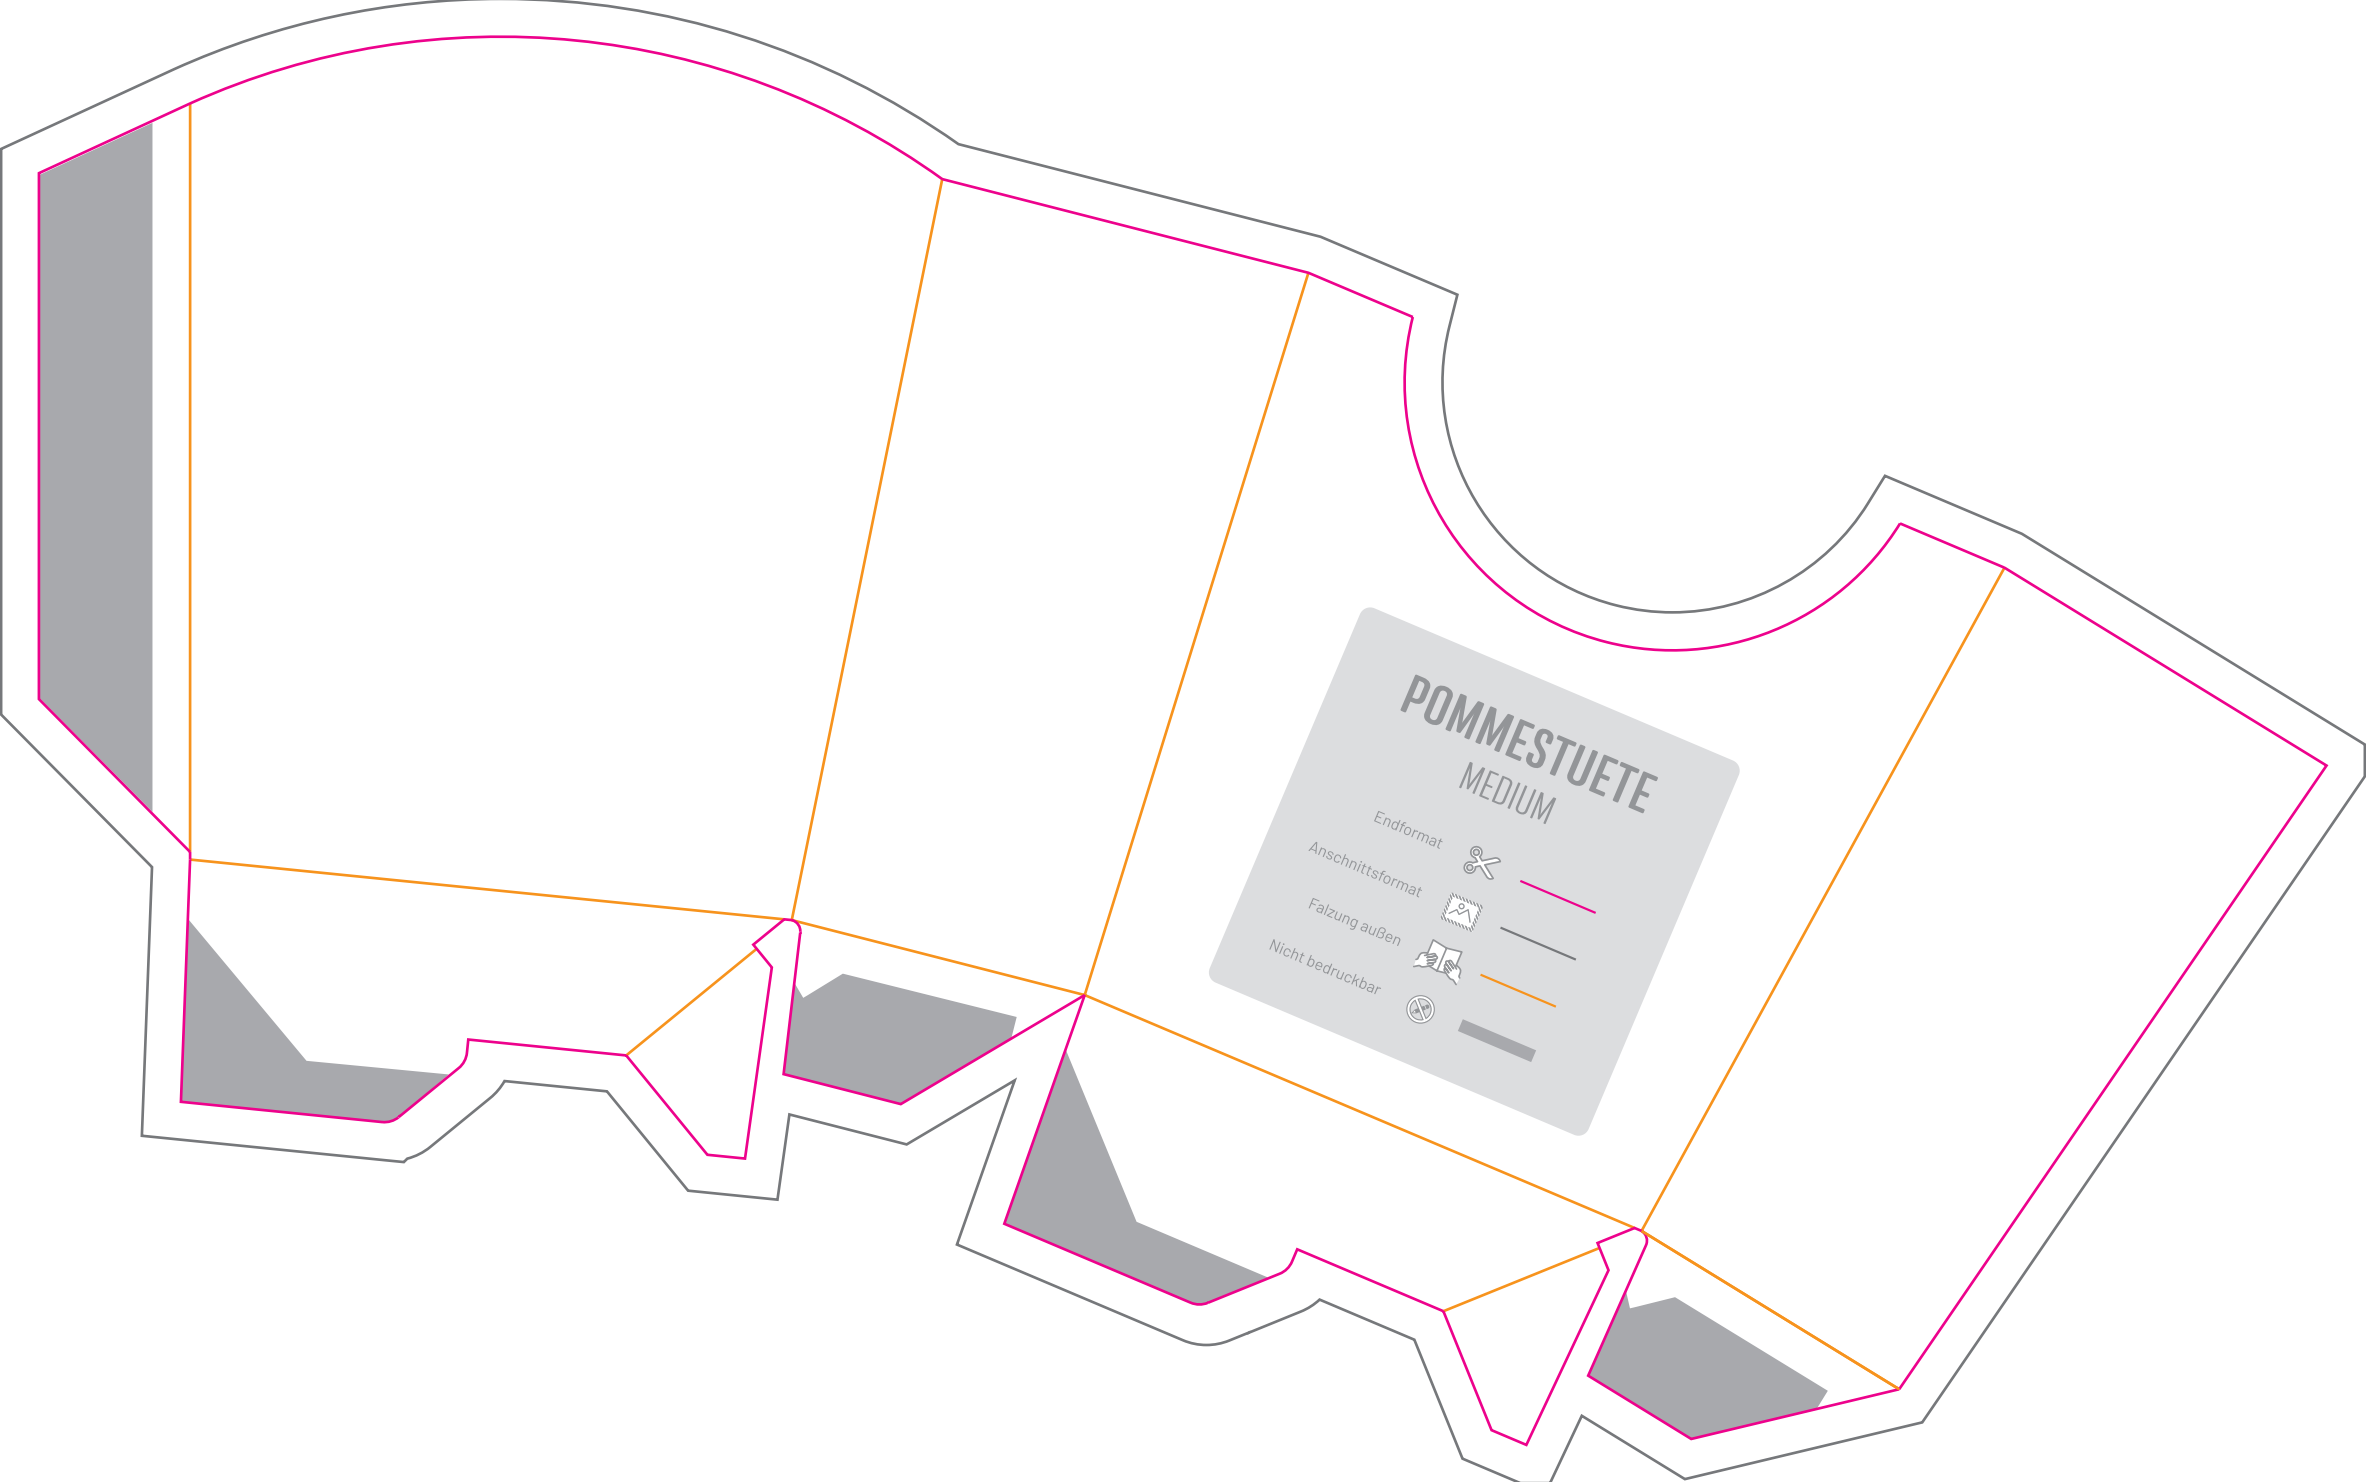 POMMESTUETE
MEDIUM
Endformat
Anschnittsformat
Falzung außen
Nicht bedruckbar